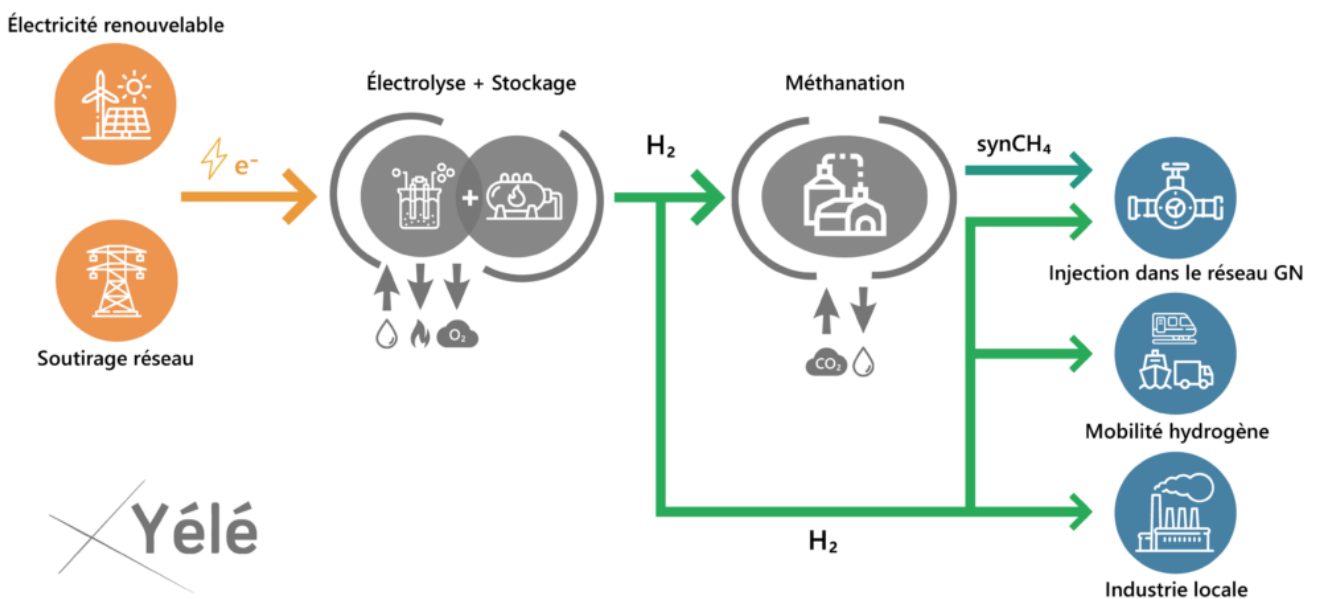 Électricité renouvelable
Électrolyse + Stockage
Méthanation
e⁻
H₂
synCH₄
+
Injection dans le réseau GN
Soutirage réseau
O₂
CO₂
Mobilité hydrogène
Yélé
H₂
Industrie locale